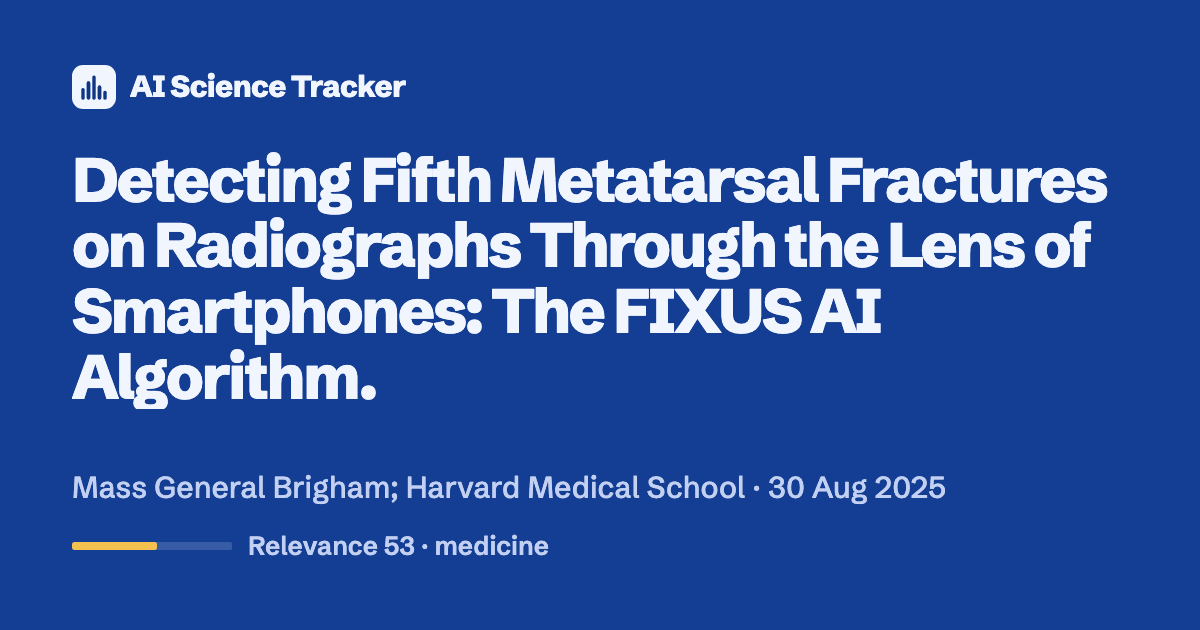 AI Science Tracker
Detecting Fifth Metatarsal Fractures
on Radiographs Through the Lens of
Smartphones: The FIXUS AI
Algorithm.
Mass General Brigham; Harvard Medical School · 30 Aug 2025
Relevance 53 · medicine